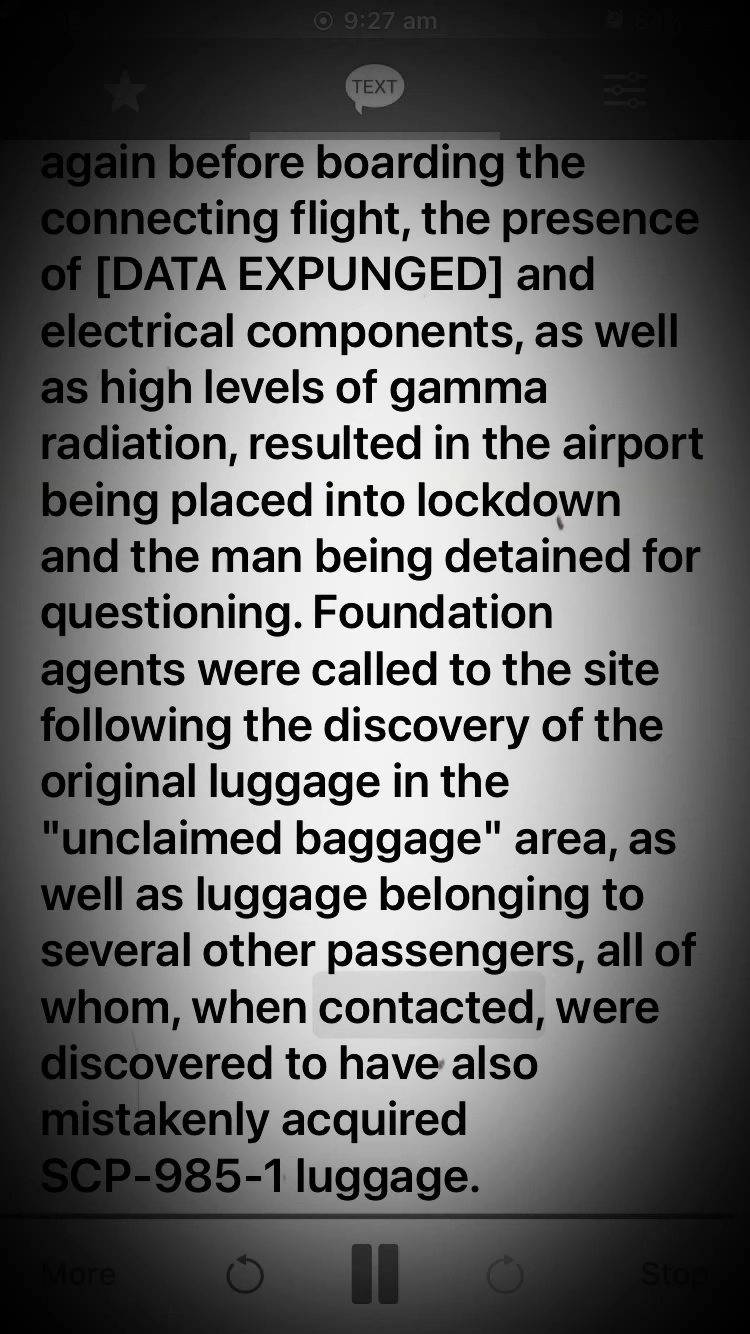 9:27 am
TEXT
again before boarding the
connecting flight, the presence
of [DATA EXPUNGED] and
electrical components, as well
as high levels of gamma
radiation, resulted in the airport
being placed into lockdown
and the man being detained for
questioning. Foundation
agents were called to the site
following the discovery of the
original luggage in the
"unclaimed baggage" area, as
well as luggage belonging to
several other passengers, all of
whom, when contacted, were
discovered to have also
mistakenly acquired
SCP-985-1 luggage.
More Stop